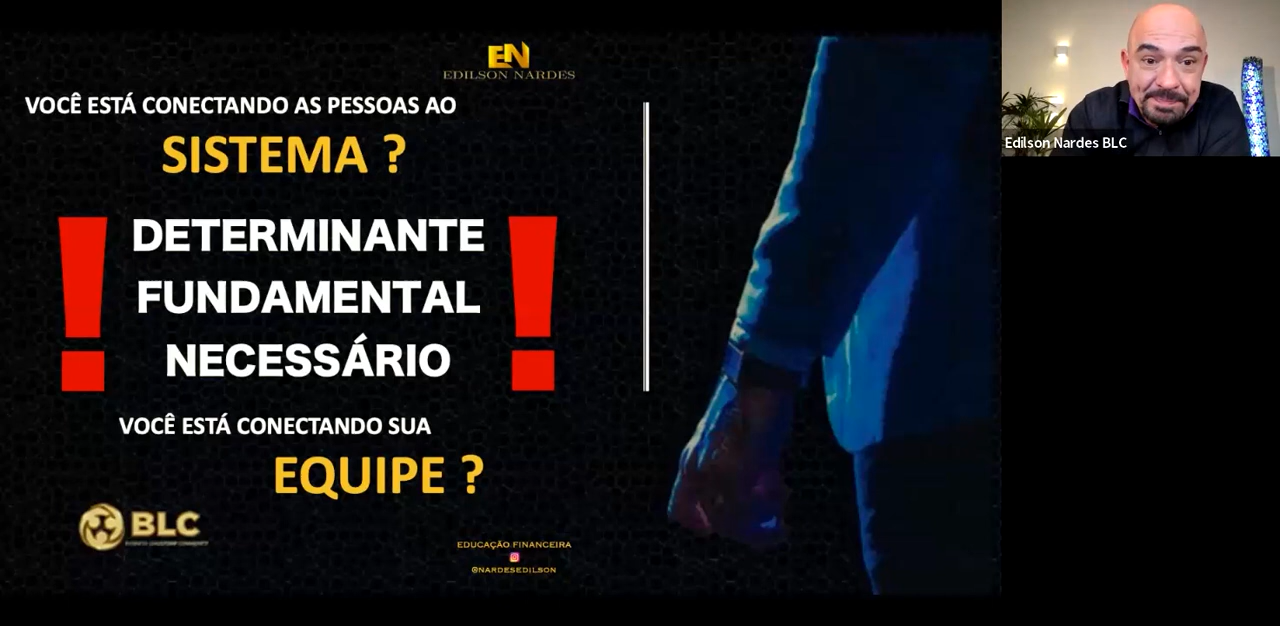 EN
EDILSON NARDES
VOCÊ ESTÁ CONECTANDO AS PESSOAS AO
SISTEMA ?
! DETERMINANTE !
FUNDAMENTAL
NECESSÁRIO
VOCÊ ESTÁ CONECTANDO SUA
EQUIPE ?
BLC
EDUCAÇÃO FINANCEIRA
@NARDESEDILSON
Edilson Nardes BLC